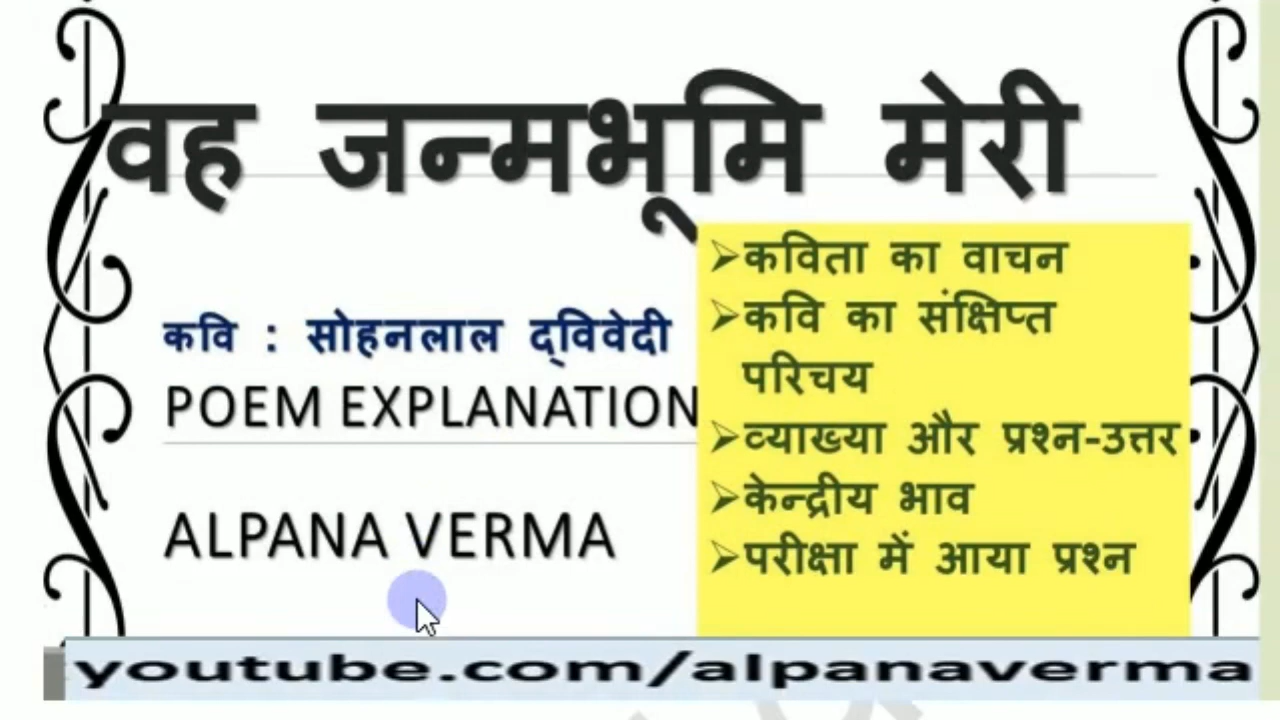 वह जन्मभूमि मेरी
कवि : सोहनलाल द्विवेदी
POEM EXPLANATION
ALPANA VERMA
➢कविता का वाचन
➢कवि का संक्षिप्त
परिचय
➢व्याख्या और प्रश्न-उत्तर
➢केन्द्रीय भाव
➢परीक्षा में आया प्रश्न
youtube.com/alpanaverma